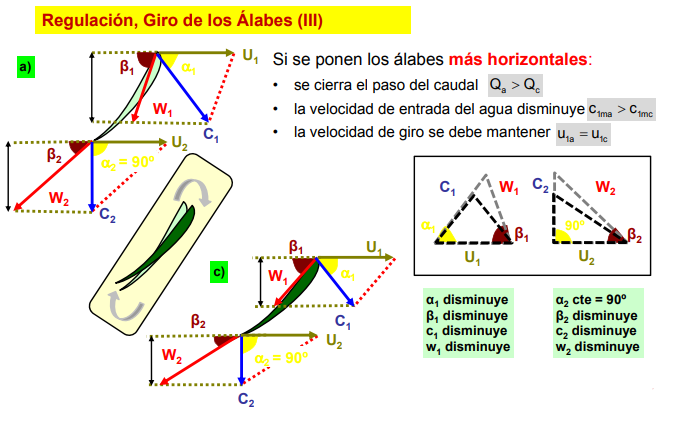 Regulación, Giro de los Álabes (III)
a)
β1
α1
U1
W1
C1
β2
α2 = 90º
U2
W2
C2
Si se ponen los álabes más horizontales:
• se cierra el paso del caudal Qa > Qc
• la velocidad de entrada del agua disminuye c1ma > c1mc
• la velocidad de giro se debe mantener u1a = u1c
C1
W1
α1
β1
U1
C2
W2
90º
β2
U2
c)
β1
α1
U1
W1
C1
β2
α2 = 90º
U2
W2
C2
α1 disminuye
β1 disminuye
c1 disminuye
w1 disminuye
α2 cte = 90º
β2 disminuye
c2 disminuye
w2 disminuye